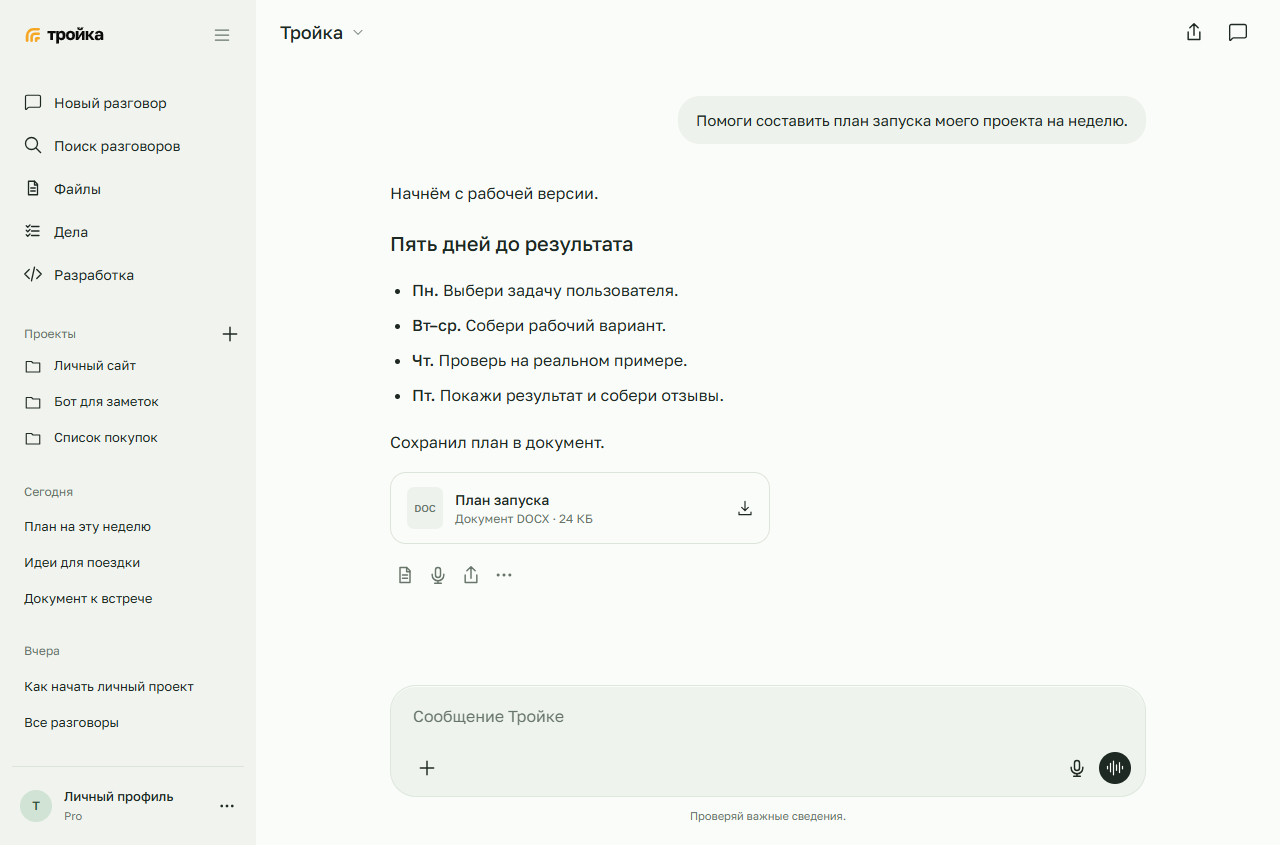 тройка
Новый разговор
Поиск разговоров
Файлы
Дела
Разработка
Проекты
Личный сайт
Бот для заметок
Список покупок
Сегодня
План на эту неделю
Идеи для поездки
Документ к встрече
Вчера
Как начать личный проект
Все разговоры
Т
Личный профиль
Pro
Тройка
Помоги составить план запуска моего проекта на неделю.
Начнём с рабочей версии.
Пять дней до результата
• Пн. Выбери задачу пользователя.
• Вт–ср. Собери рабочий вариант.
• Чт. Проверь на реальном примере.
• Пт. Покажи результат и собери отзывы.
Сохранил план в документ.
DOC
План запуска
Документ DOCX · 24 КБ
Сообщение Тройке
Проверяй важные сведения.